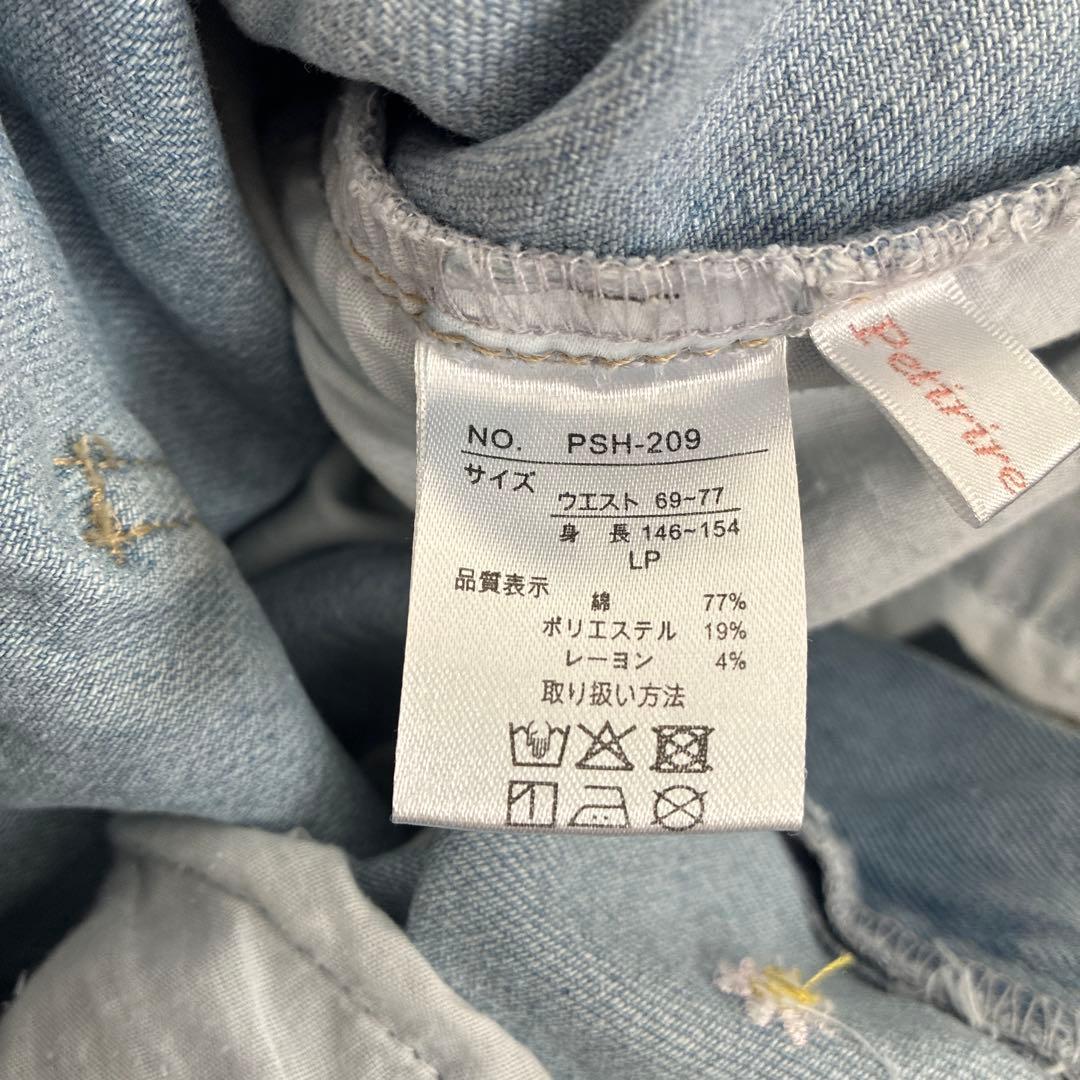 NO. PSH-209
サイズ
ウエスト 69~77
身 長 146~154
LP
品質表示
綿 77%
ポリエステル 19%
レーヨン 4%
取り扱い方法
Petirire